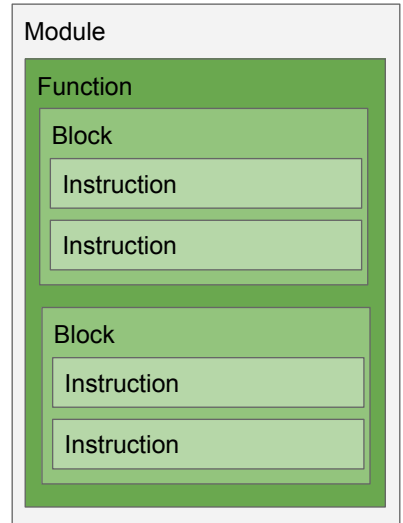 Module
Function
Block
Instruction
Instruction
Block
Instruction
Instruction